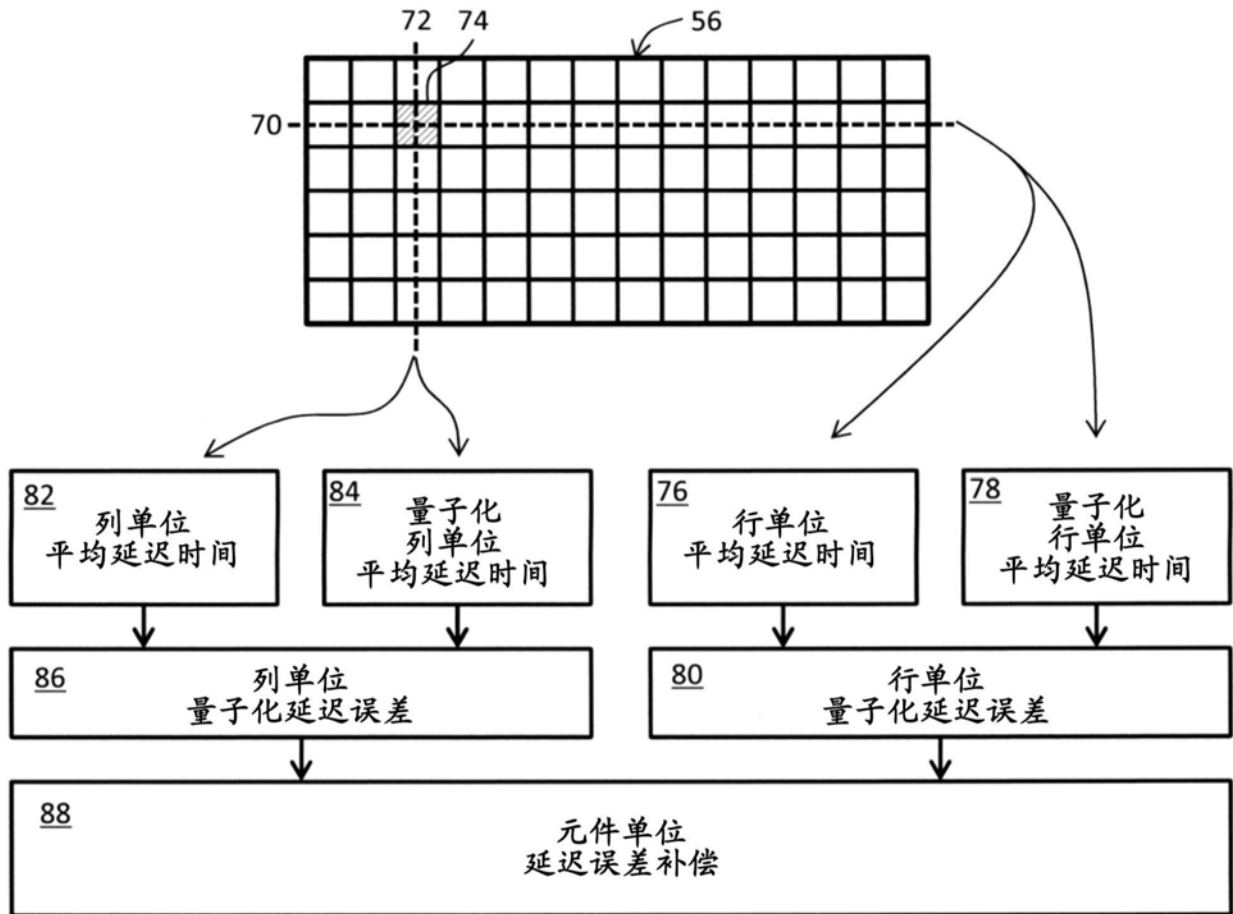 72
74
56
70
82
列单位
平均延迟时间
84
量子化
列单位
平均延迟时间
76
行单位
平均延迟时间
78
量子化
行单位
平均延迟时间
86
列单位
量子化延迟误差
80
行单位
量子化延迟误差
88
元件单位
延迟误差补偿